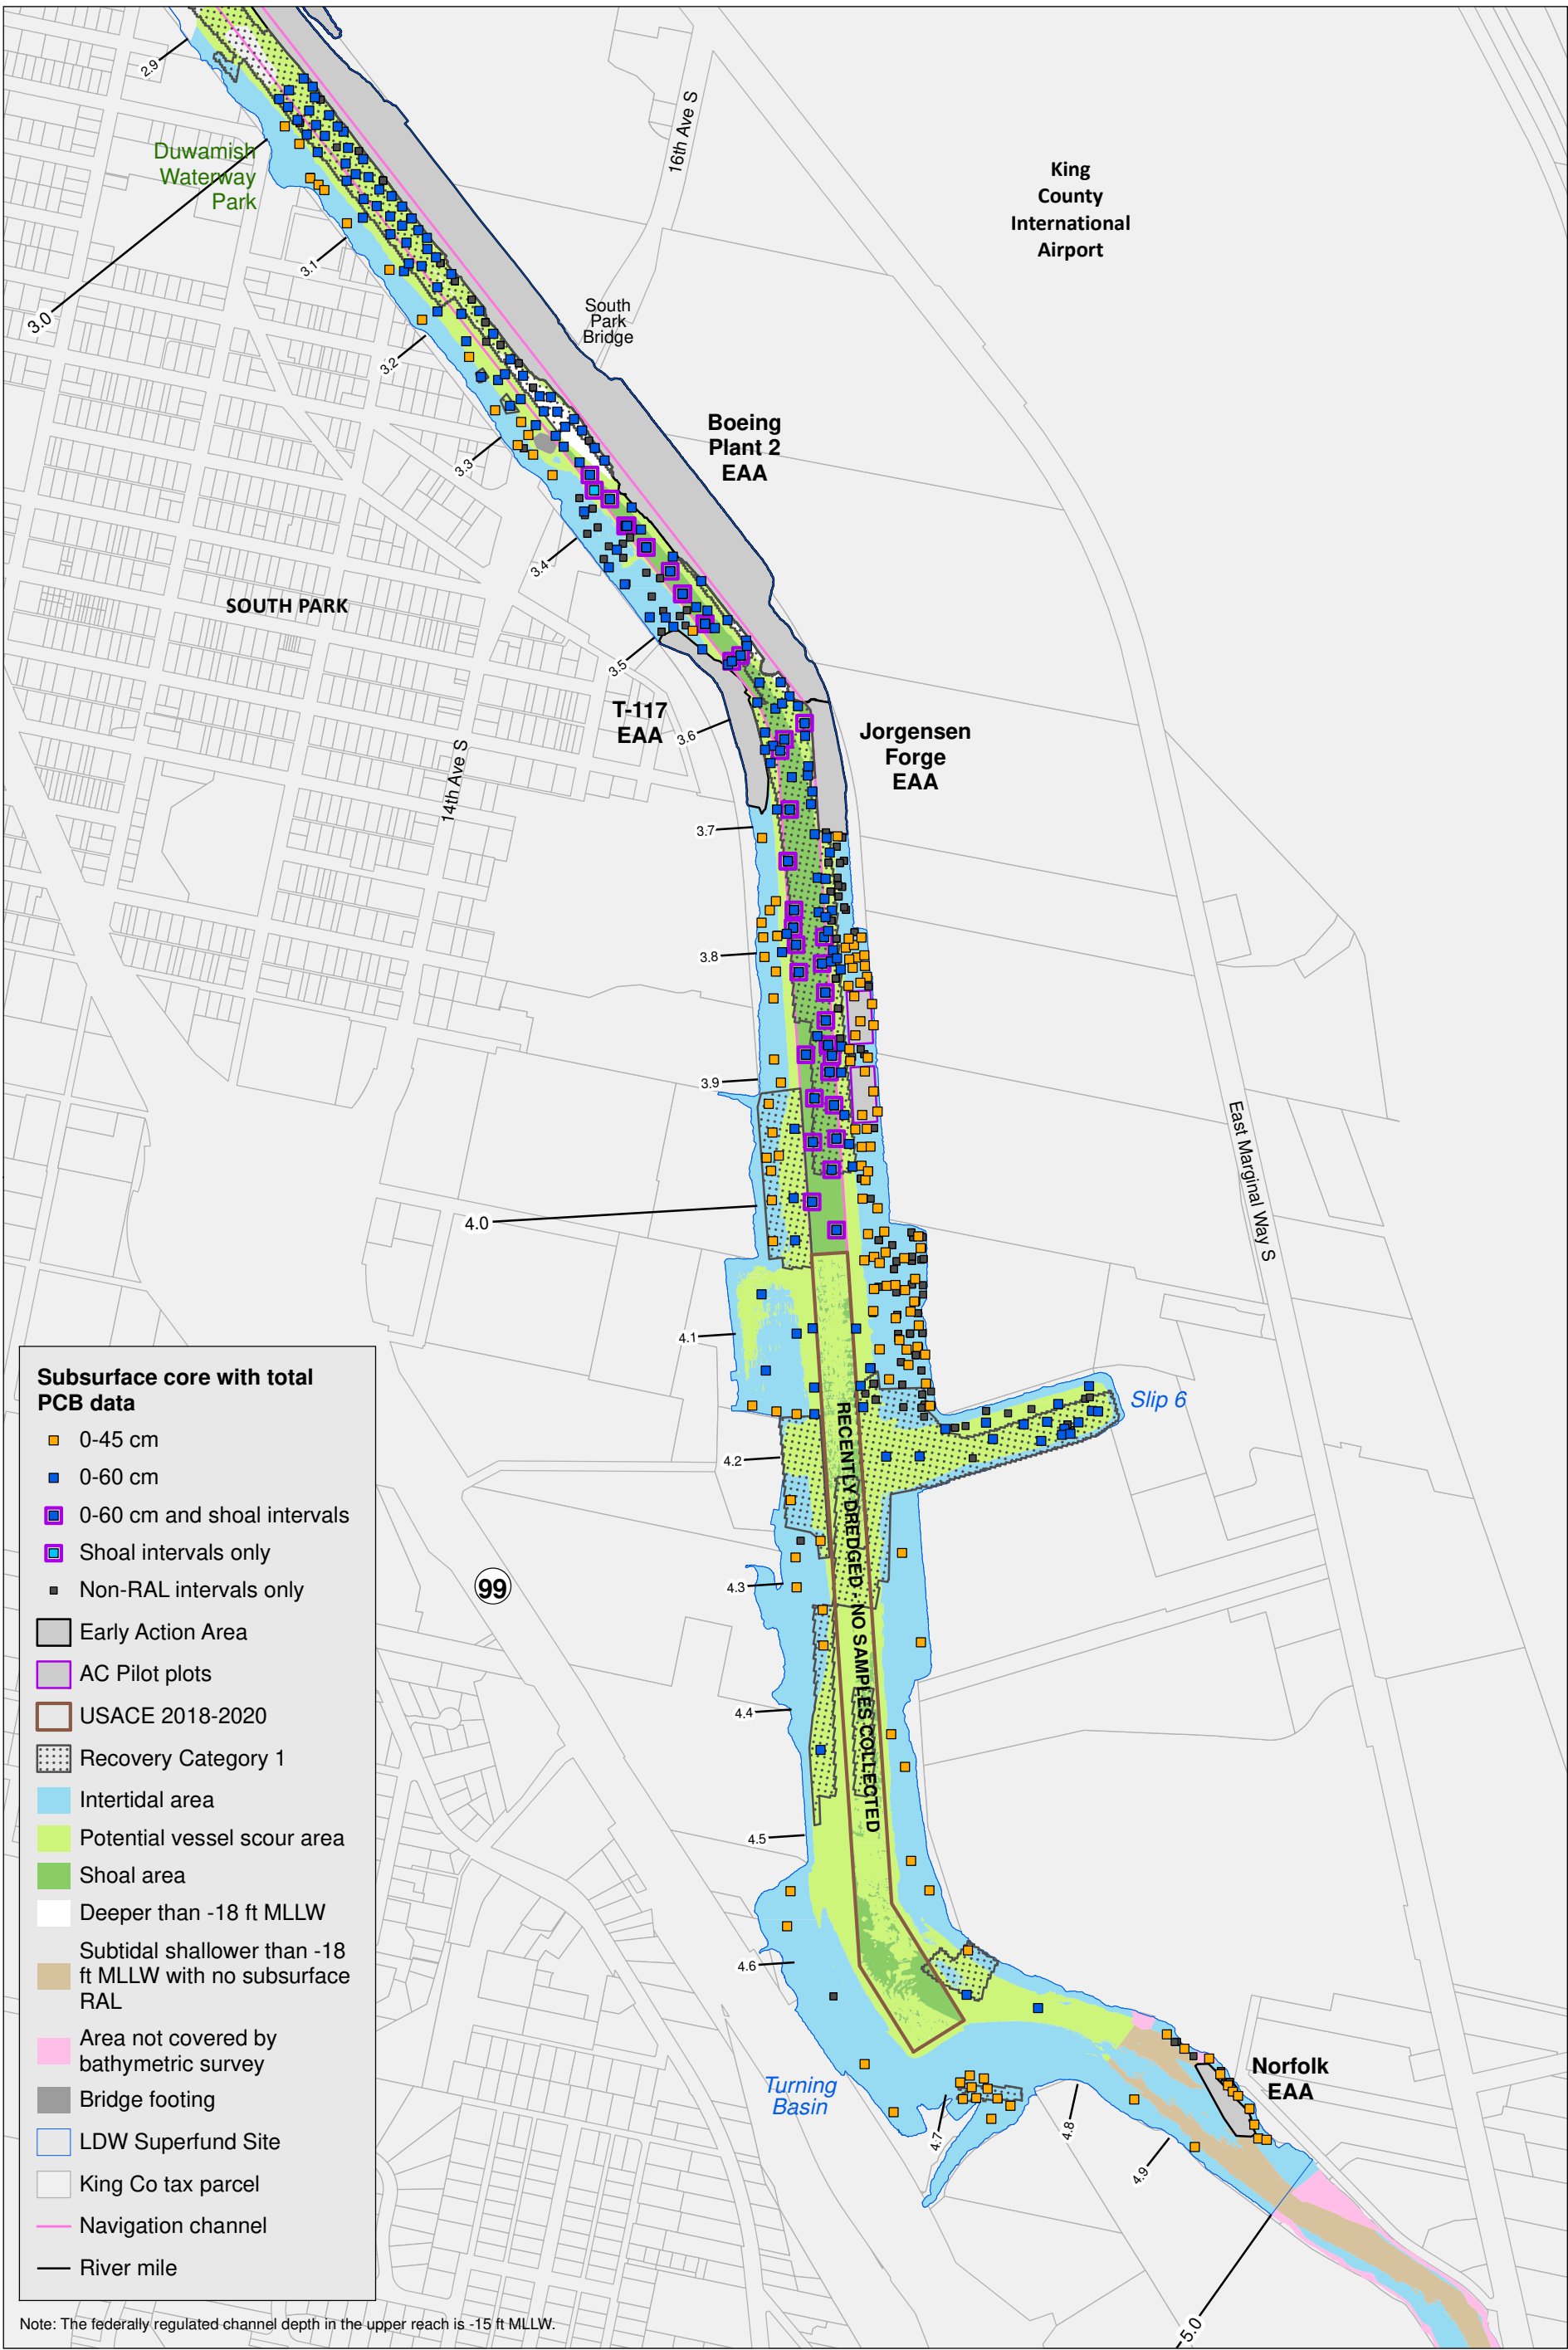 2.9
16th Ave S
King
County
International
Airport
Duwamish
Waterway
Park
3.1
3.0
South
Park
Bridge
3.2
Boeing
Plant 2
EAA
3.3
3.4
SOUTH PARK
3.5
T-117
EAA
3.6
Jorgensen
Forge
EAA
14th Ave S
3.7
3.8
3.9
East Marginal Way S
4.0
4.1
Slip 6
4.2
RECENTLY DREDGED - NO SAMPLES COLLECTED
99
4.3
4.4
4.5
4.6
Turning
Basin
Norfolk
EAA
4.7
4.8
4.9
5.0
Subsurface core with total
PCB data
0-45 cm
0-60 cm
0-60 cm and shoal intervals
Shoal intervals only
Non-RAL intervals only
Early Action Area
AC Pilot plots
USACE 2018-2020
Recovery Category 1
Intertidal area
Potential vessel scour area
Shoal area
Deeper than -18 ft MLLW
Subtidal shallower than -18
ft MLLW with no subsurface
RAL
Area not covered by
bathymetric survey
Bridge footing
LDW Superfund Site
King Co tax parcel
Navigation channel
River mile
Note: The federally regulated channel depth in the upper reach is -15 ft MLLW.